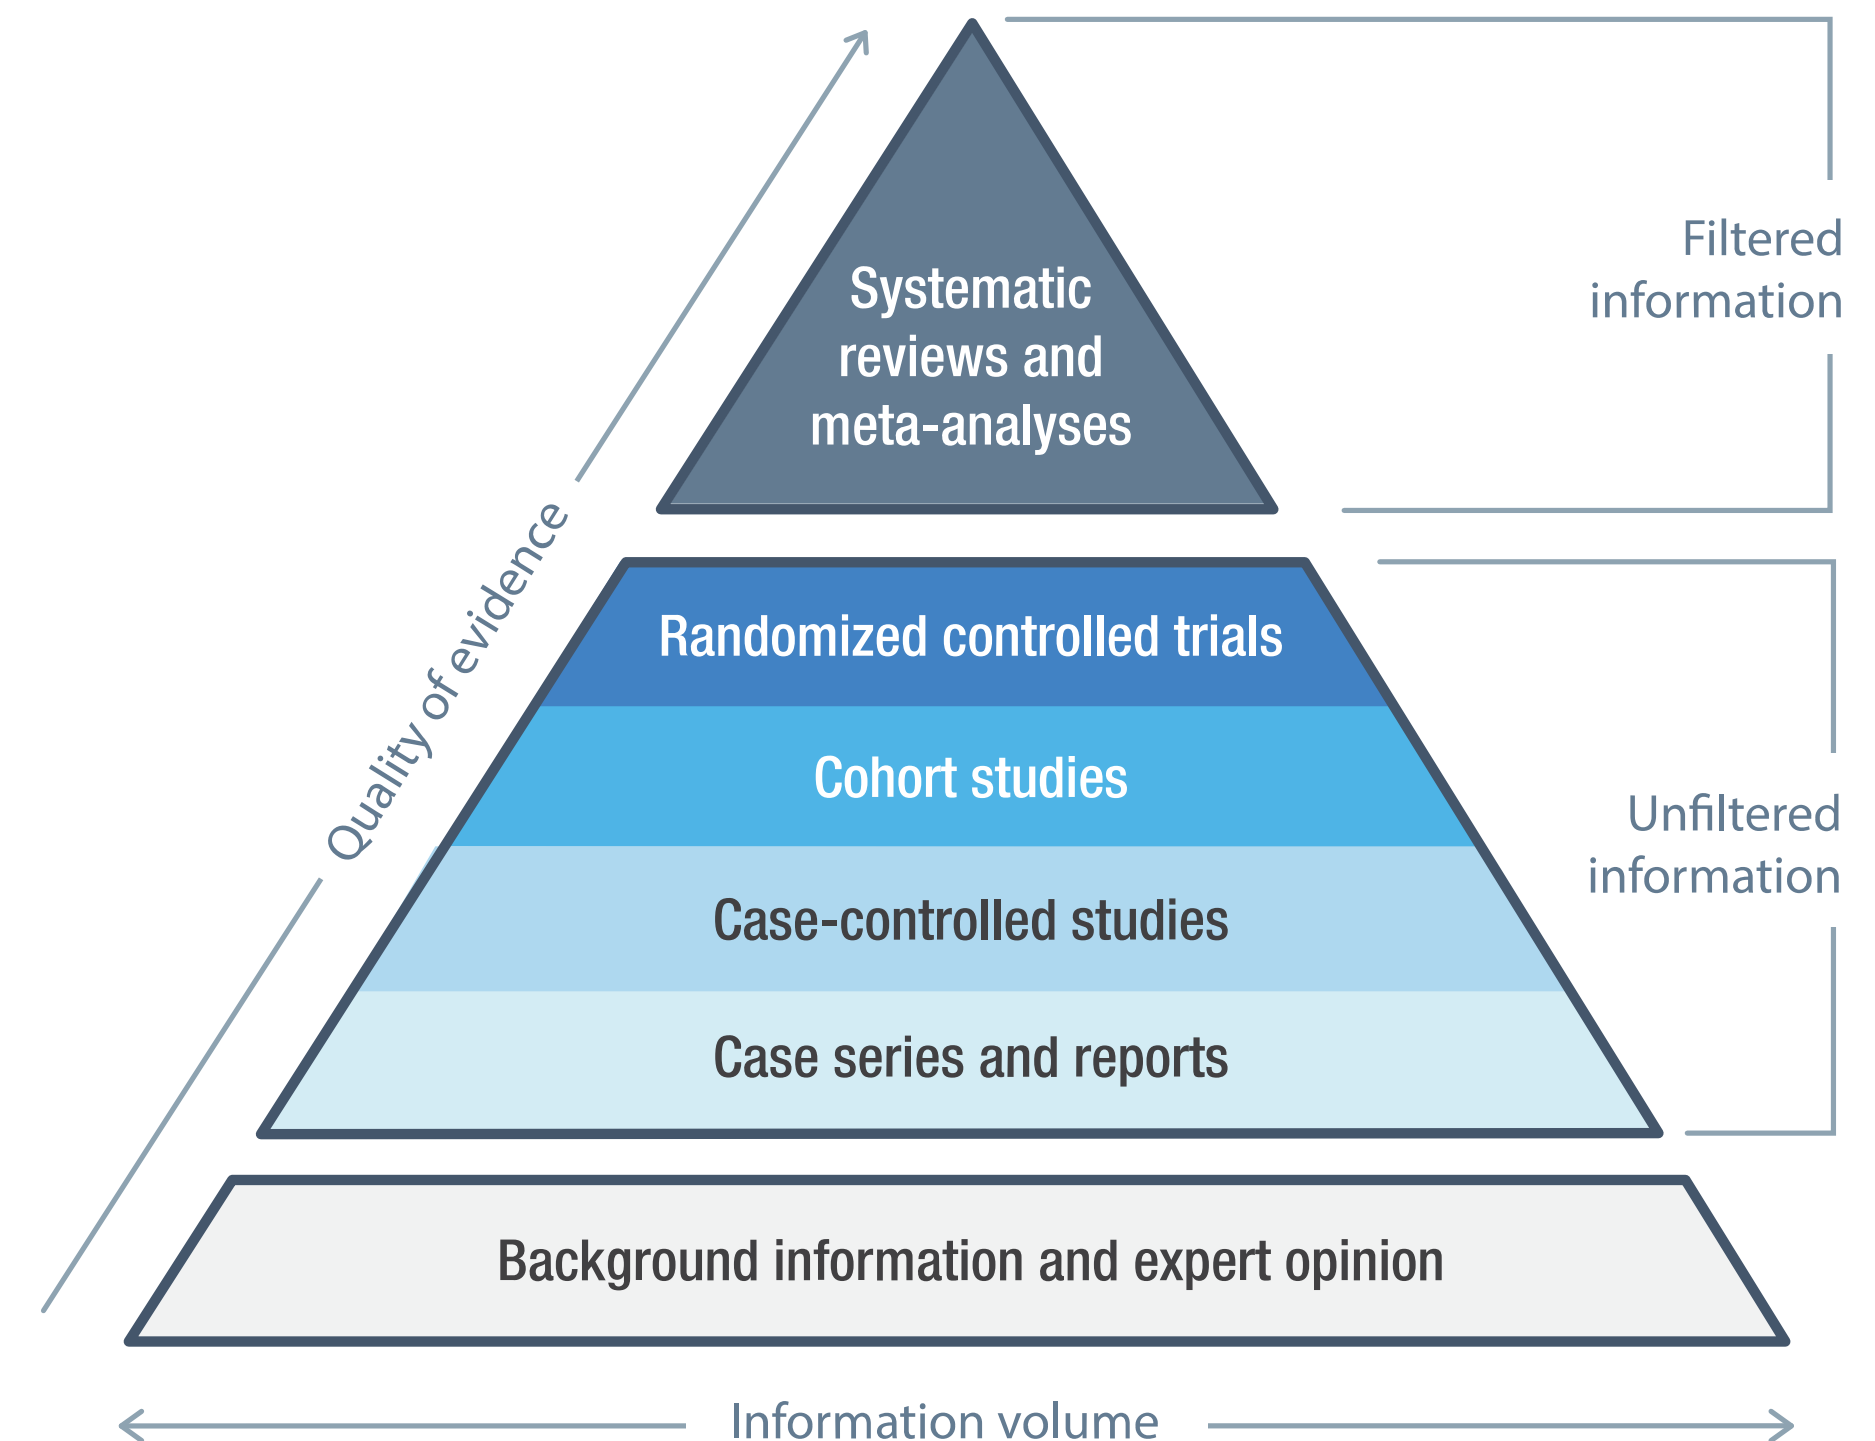 Systematic
reviews and
meta-analyses
Filtered
information
Quality of evidence
Randomized controlled trials
Cohort studies
Case-controlled studies
Case series and reports
Unfiltered
information
Background information and expert opinion
Information volume